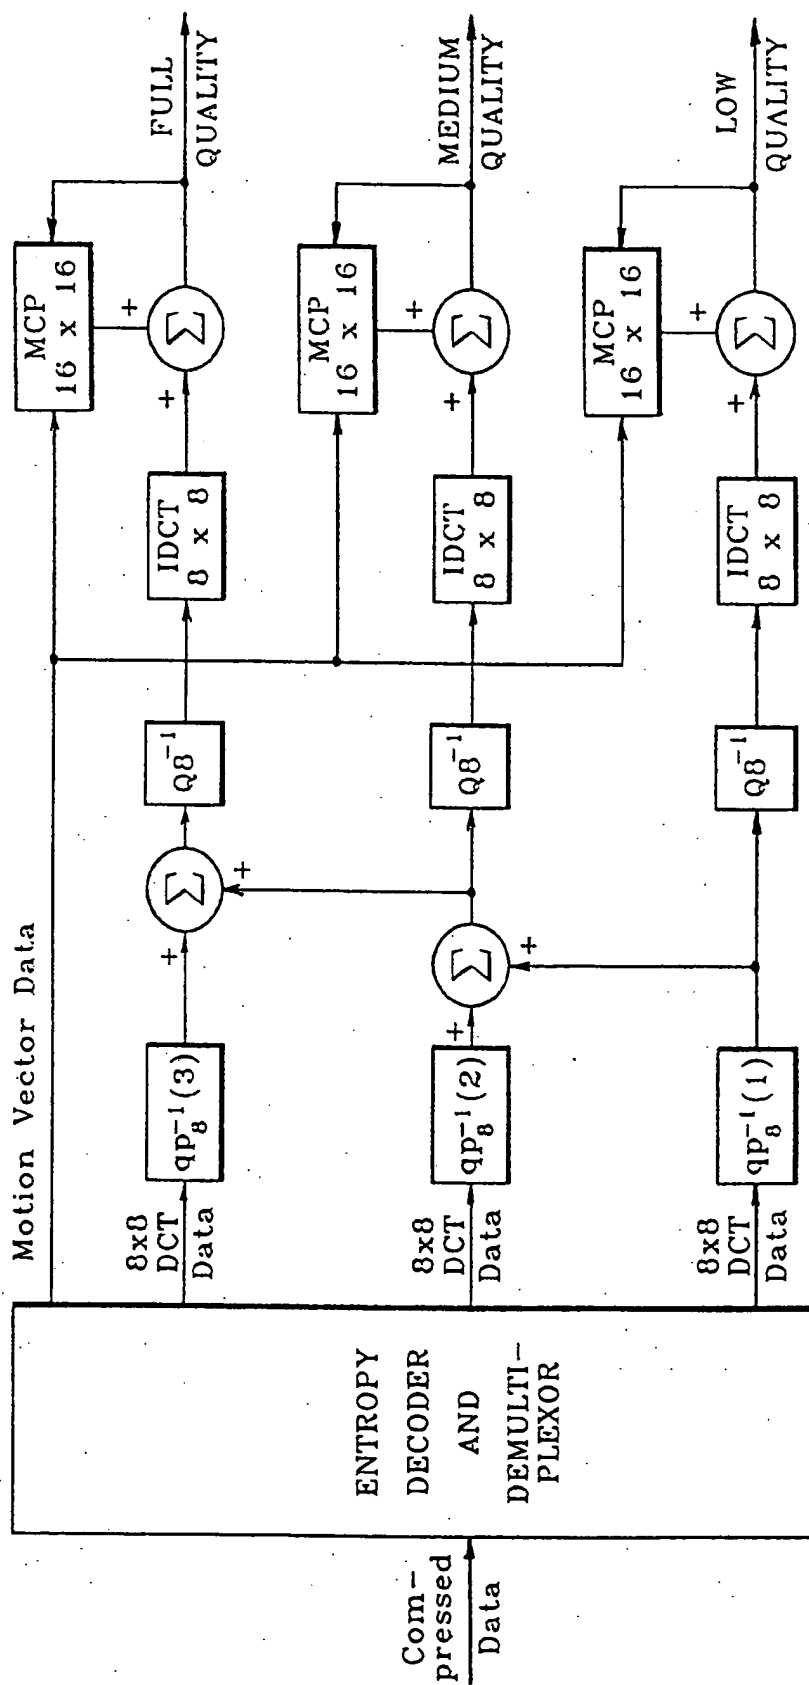 Com-
pressed
Data
ENTROPY
DECODER
AND
DEMULTI-
PLEXOR
Motion Vector Data
8x8
DCT
Data
qp₈⁻¹(3)
+
+
Σ
Q8⁻¹
IDCT
8 x 8
+
+
Σ
MCP
16 x 16
FULL
QUALITY
8x8
DCT
Data
qp₈⁻¹(2)
+
+
Σ
Q8⁻¹
IDCT
8 x 8
+
+
Σ
MCP
16 x 16
MEDIUM
QUALITY
8x8
DCT
Data
qp₈⁻¹(1)
Q8⁻¹
IDCT
8 x 8
+
+
Σ
MCP
16 x 16
LOW
QUALITY